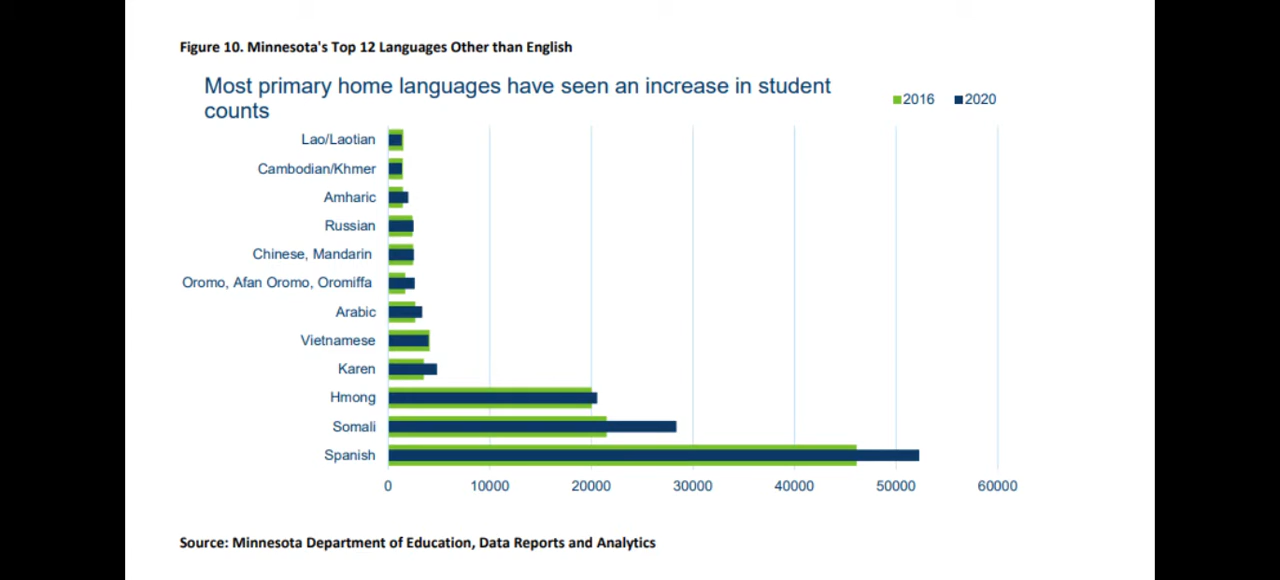 Figure 10. Minnesota's Top 12 Languages Other than English
Most primary home languages have seen an increase in student
counts
2016 2020
Lao/Laotian
Cambodian/Khmer
Amharic
Russian
Chinese, Mandarin
Oromo, Afan Oromo, Oromiffa
Arabic
Vietnamese
Karen
Hmong
Somali
Spanish
0 10000 20000 30000 40000 50000 60000
Source: Minnesota Department of Education, Data Reports and Analytics